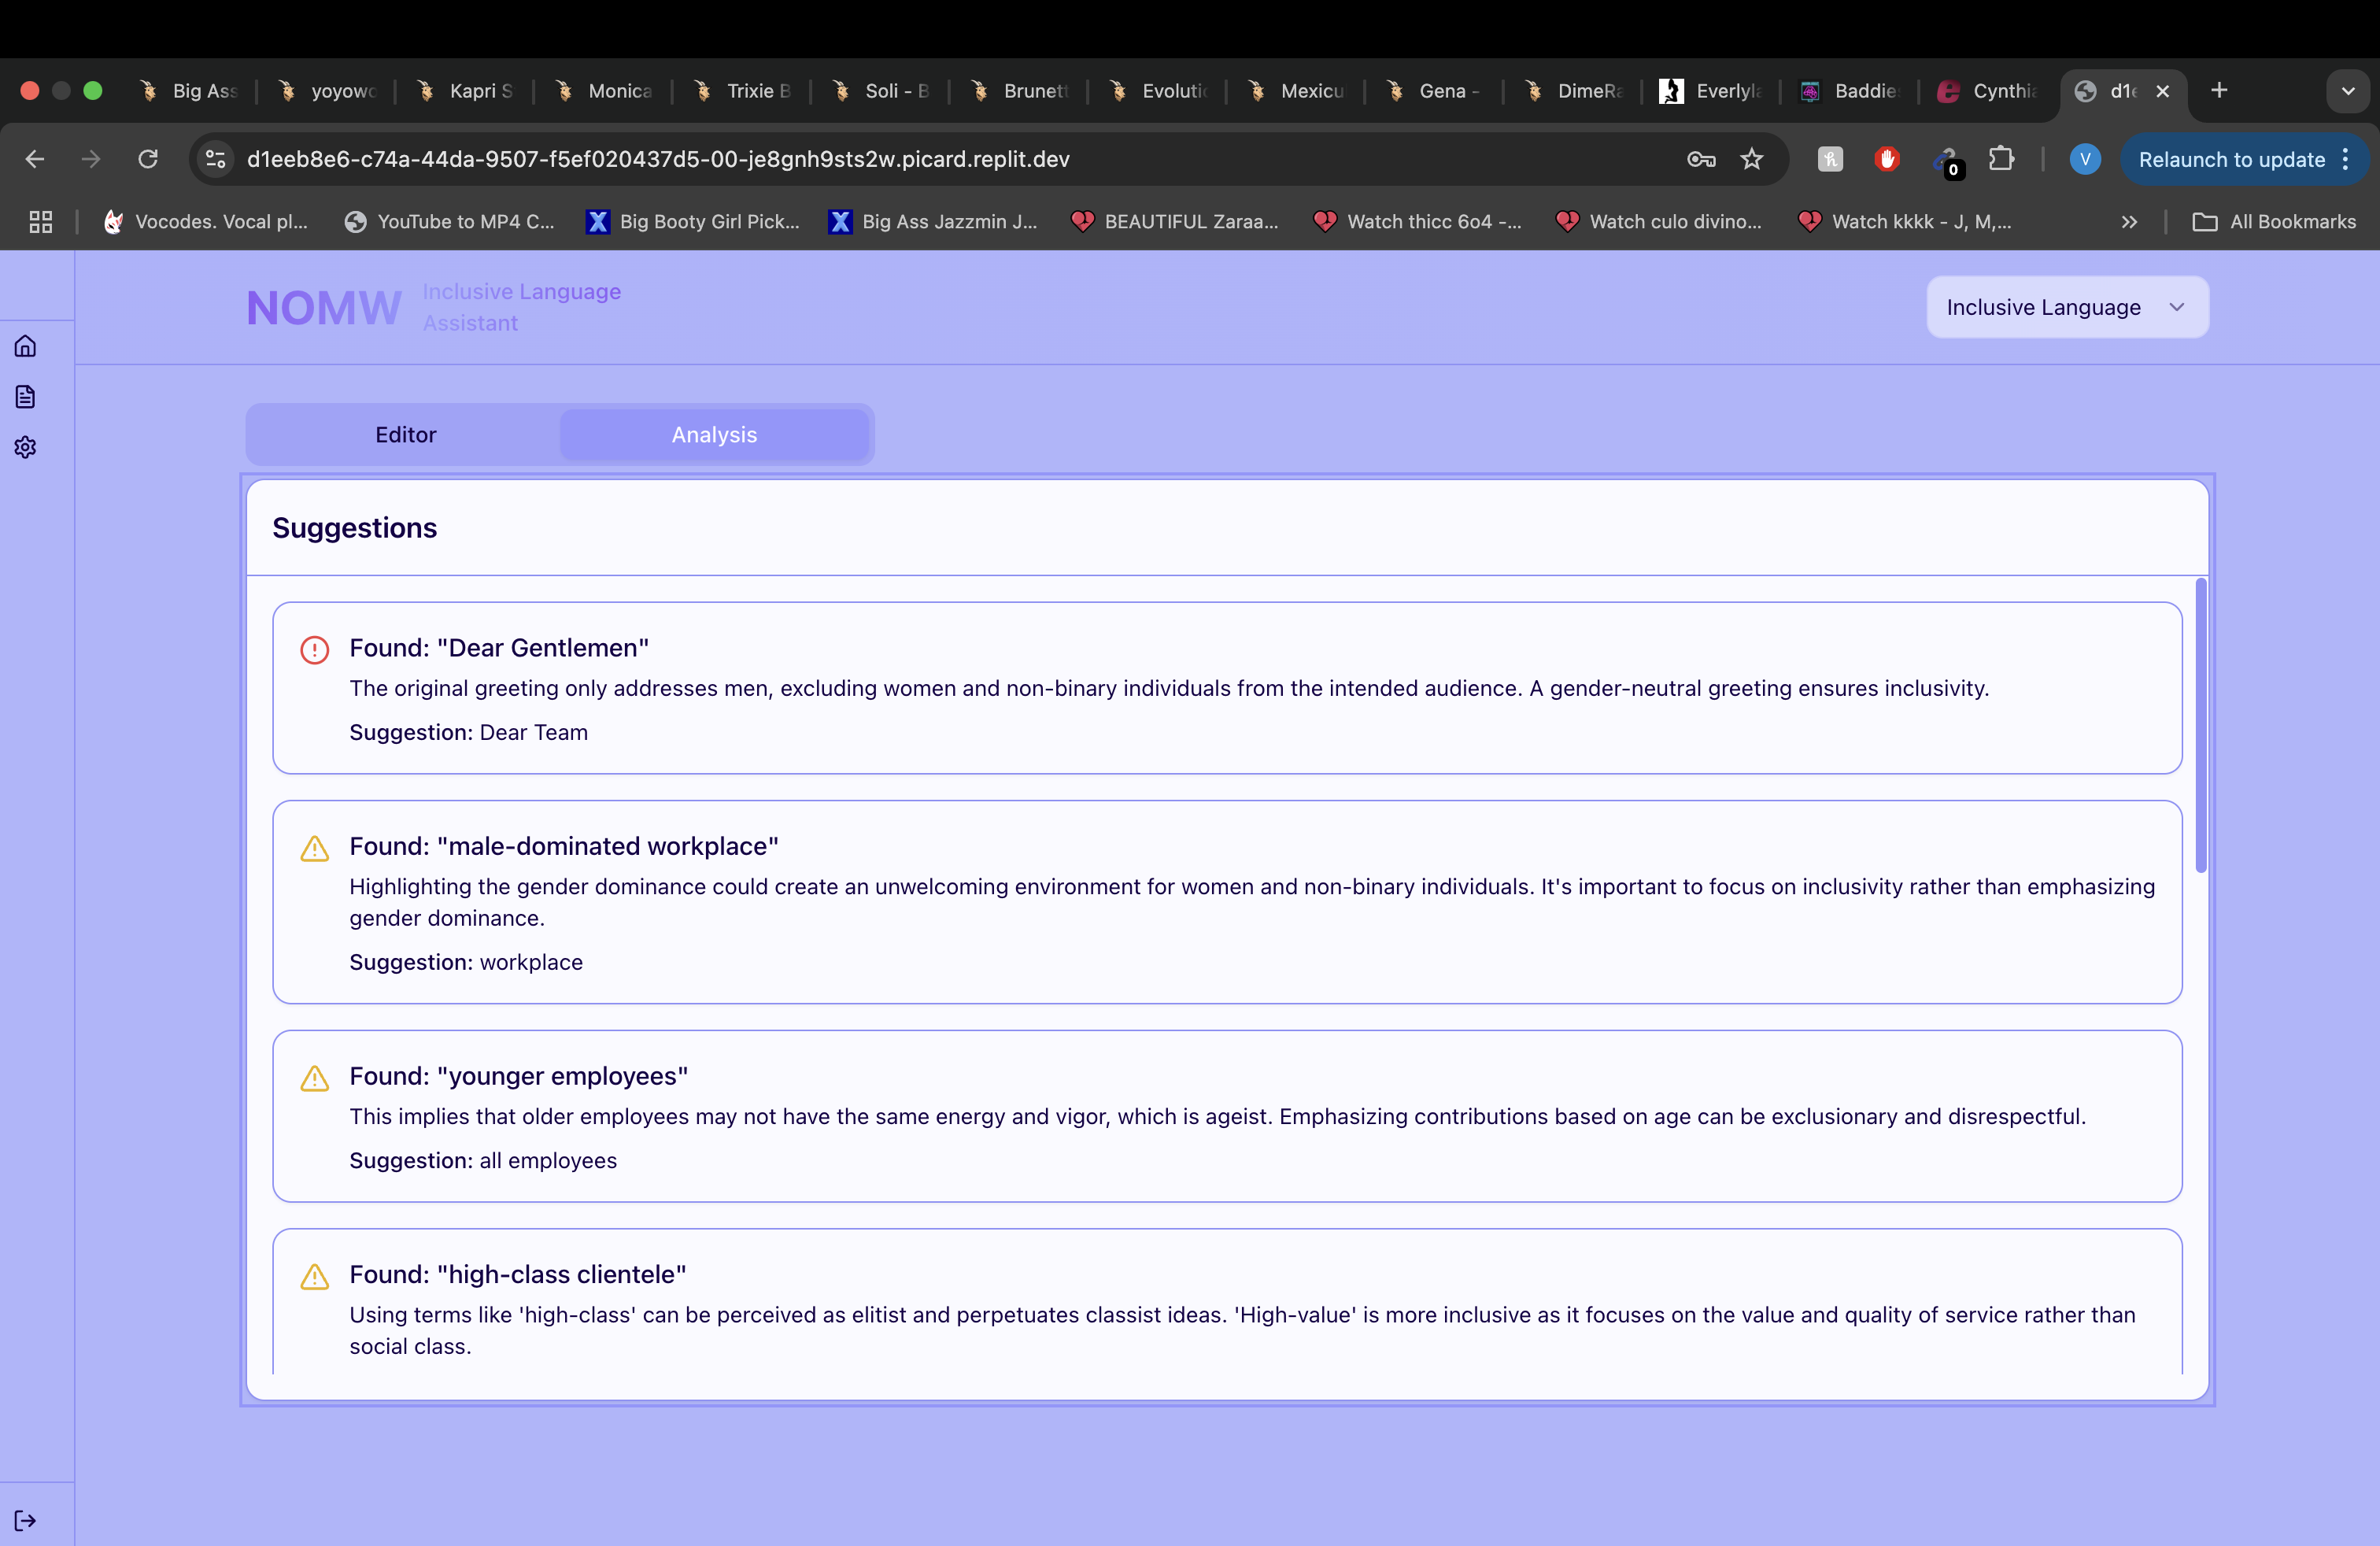 Big Ass
yoyowo
Kapri S
Monica
Trixie B
Soli - B
Brunett
Evoluti
Mexicu
Gena -
DimeRa
Everlyla
Baddies
Cynthia
d1e
d1eeb8e6-c74a-44da-9507-f5ef020437d5-00-je8gnh9sts2w.picard.replit.dev
0
V
Relaunch to update
Vocodes. Vocal pl...
YouTube to MP4 C...
Big Booty Girl Pick...
Big Ass Jazzmin J...
BEAUTIFUL Zaraa...
Watch thicc 6o4 -...
Watch culo divino...
Watch kkkk - J, M,...
All Bookmarks
NOMW
Inclusive Language
Assistant
Inclusive Language
Editor
Analysis
Suggestions
Found: "Dear Gentlemen"
The original greeting only addresses men, excluding women and non-binary individuals from the intended audience. A gender-neutral greeting ensures inclusivity.
Suggestion: Dear Team
Found: "male-dominated workplace"
Highlighting the gender dominance could create an unwelcoming environment for women and non-binary individuals. It's important to focus on inclusivity rather than emphasizing
gender dominance.
Suggestion: workplace
Found: "younger employees"
This implies that older employees may not have the same energy and vigor, which is ageist. Emphasizing contributions based on age can be exclusionary and disrespectful.
Suggestion: all employees
Found: "high-class clientele"
Using terms like 'high-class' can be perceived as elitist and perpetuates classist ideas. 'High-value' is more inclusive as it focuses on the value and quality of service rather than
social class.